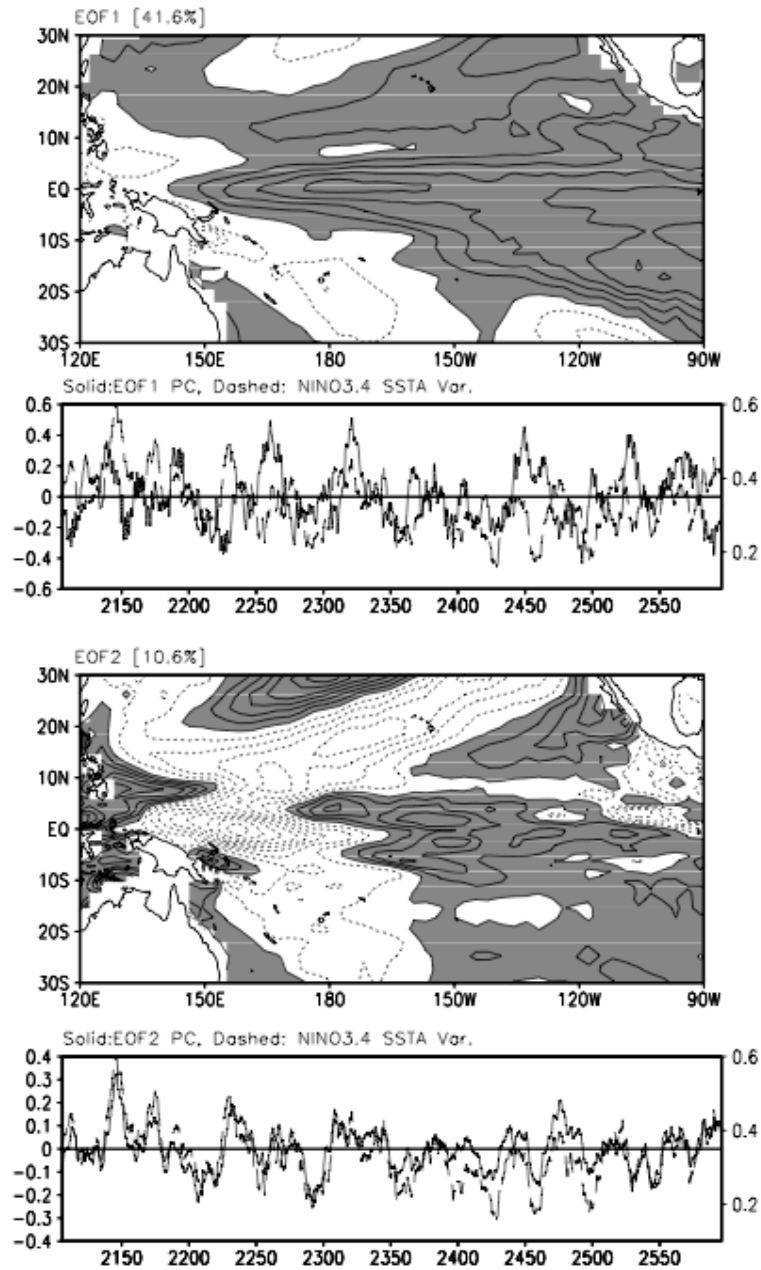 EOF1 [41.6%]
30N
20N
10N
EQ
10S
20S
30S
120E 150E 180 150W 120W 90W
Solid:EOF1 PC, Dashed: NINO3.4 SSTA Var.
0.6 0.6
0.4
0.2 0.4
0
-0.2
-0.4 0.2
-0.6
2150 2200 2250 2300 2350 2400 2450 2500 2550
EOF2 [10.6%]
30N
20N
10N
EQ
10S
20S
30S
120E 150E 180 150W 120W 90W
Solid:EOF2 PC, Dashed: NINO3.4 SSTA Var.
0.4 0.6
0.3
0.2
0.1 0.4
0
-0.1
-0.2 0.2
-0.3
-0.4
2150 2200 2250 2300 2350 2400 2450 2500 2550